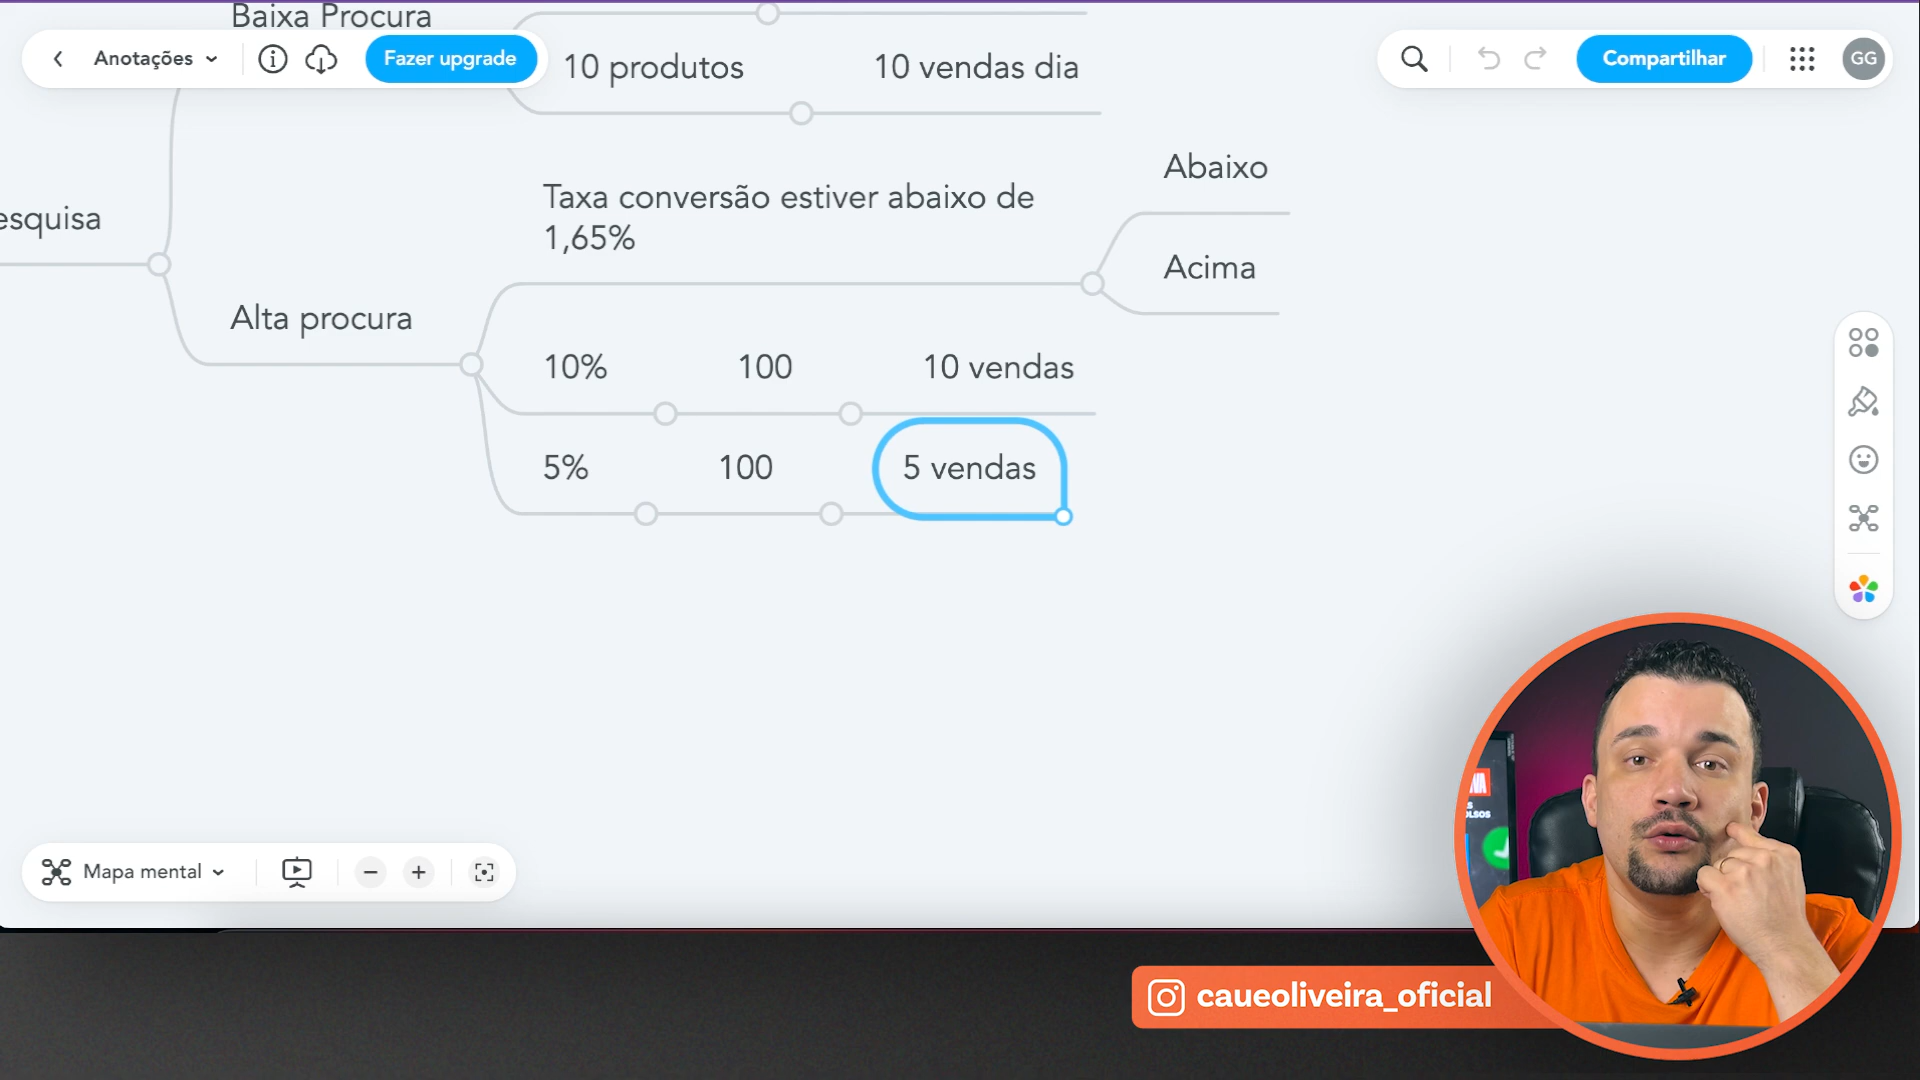 Baixa Procura
Anotações
Fazer upgrade
10 produtos
10 vendas dia
Compartilhar
GG
Abaixo
esquisa
Taxa conversão estiver abaixo de
1,65%
Acima
Alta procura
10%
100
10 vendas
5%
100
5 vendas
Mapa mental
caueoliveira_oficial